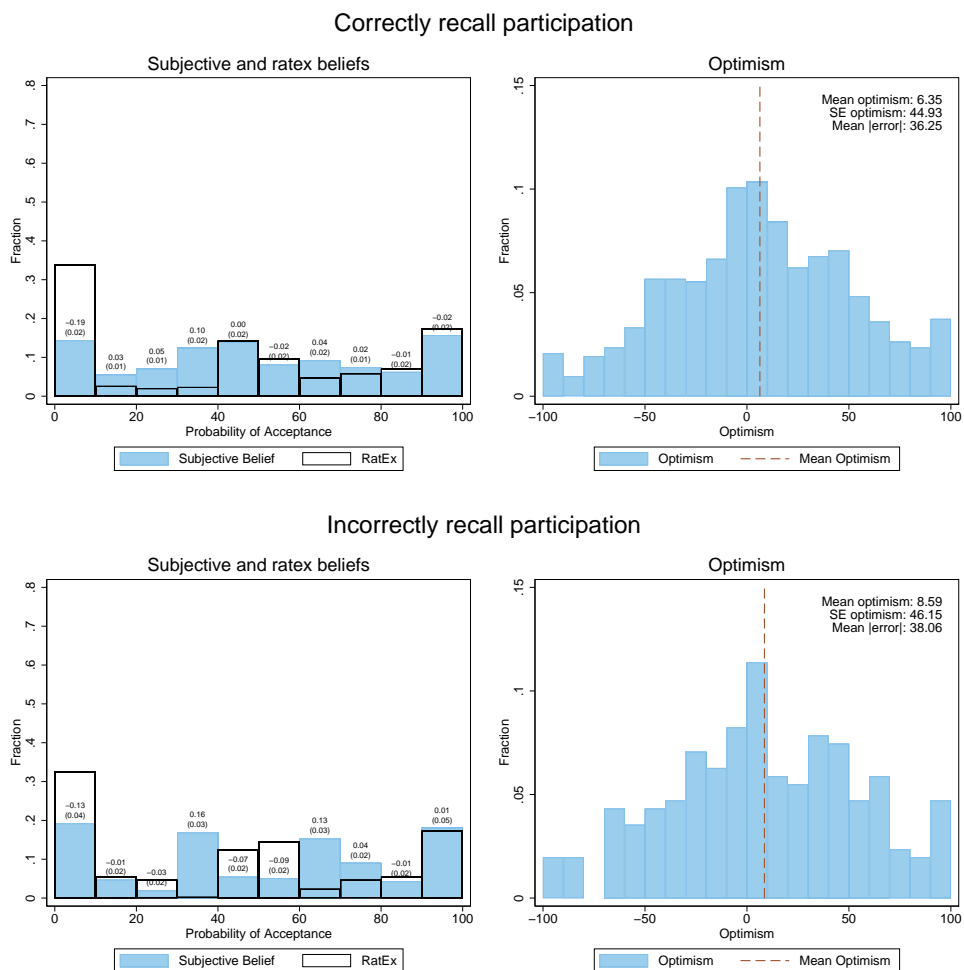 Correctly recall participation
Subjective and ratex beliefs
Fraction
0 .1 .2 .3 .4 .5 .6 .7 .8
−0.19
(0.02)
0.03
(0.01)
0.05
(0.01)
0.10
(0.02)
0.00
(0.02)
−0.02
(0.02)
0.04
(0.02)
0.02
(0.01)
−0.01
(0.02)
−0.02
(0.02)
0 20 40 60 80 100
Probability of Acceptance
Subjective Belief RatEx
Optimism
Mean optimism: 6.35
SE optimism: 44.93
Mean |error|: 36.25
Fraction
0 .05 .1 .15
−100 −50 0 50 100
Optimism
Optimism Mean Optimism
Incorrectly recall participation
Subjective and ratex beliefs
Fraction
0 .1 .2 .3 .4 .5 .6 .7 .8
−0.13
(0.04)
−0.01
(0.02)
−0.03
(0.02)
0.16
(0.03)
−0.07
(0.02)
−0.09
(0.02)
0.13
(0.03)
0.04
(0.02)
−0.01
(0.02)
0.01
(0.05)
0 20 40 60 80 100
Probability of Acceptance
Subjective Belief RatEx
Optimism
Mean optimism: 8.59
SE optimism: 46.15
Mean |error|: 38.06
Fraction
0 .05 .1 .15
−100 −50 0 50 100
Optimism
Optimism Mean Optimism